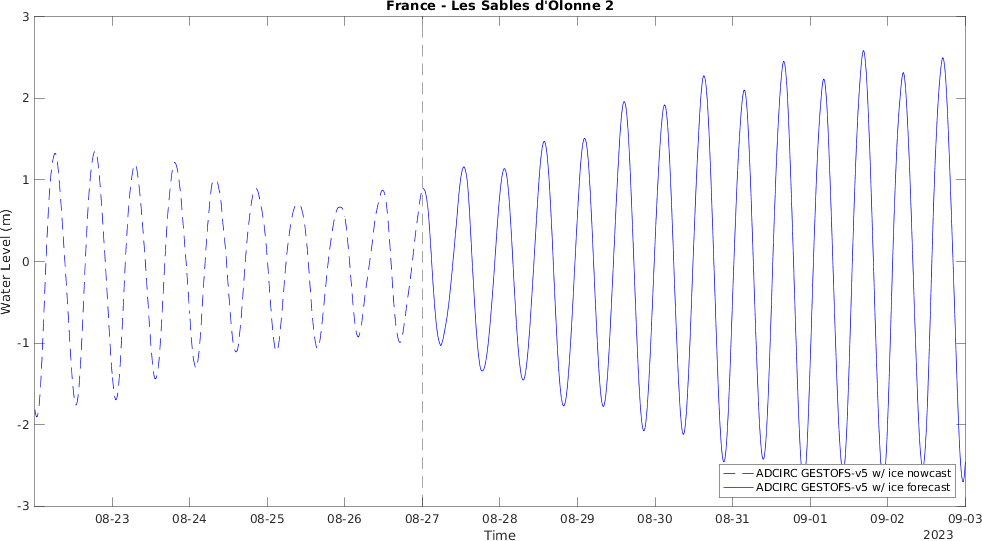 France - Les Sables d'Olonne 2
3
2
1
0
-1
-2
-3
Water Level (m)
ADCIRC GESTOFS-v5 w/ ice nowcast
ADCIRC GESTOFS-v5 w/ ice forecast
08-23 08-24 08-25 08-26 08-27 08-28 08-29 08-30 08-31 09-01 09-02 09-03
Time 2023